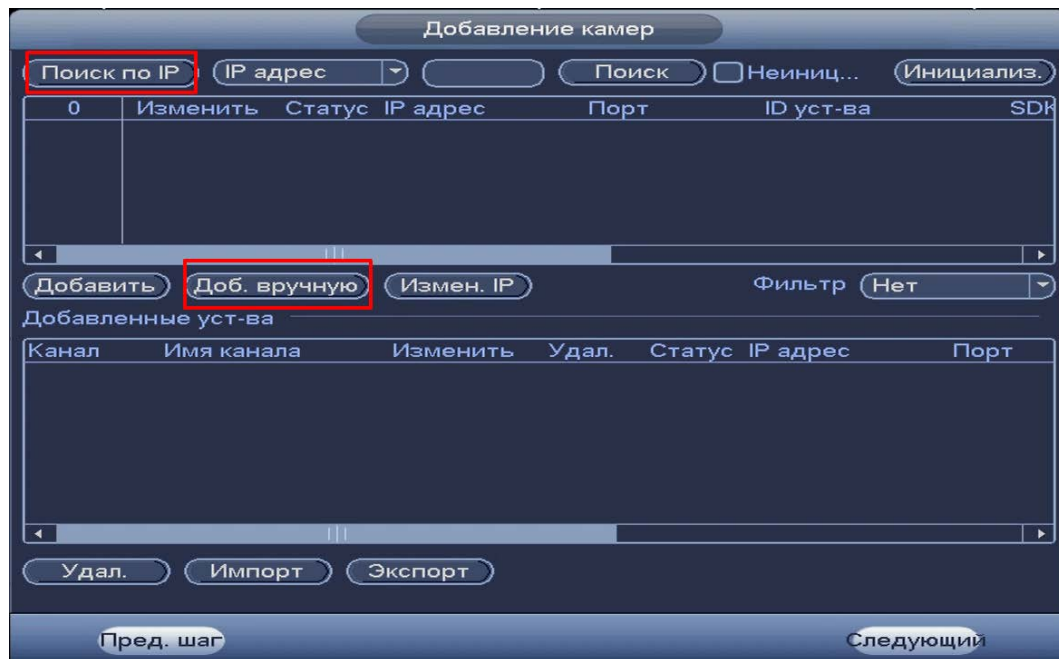 Добавление камер
Поиск по IP IP адрес Поиск Неиниц... Инициализ.
0 Изменить Статус IP адрес Порт ID уст-ва SDK
Добавить Доб. вручную Измен. IP Фильтр Нет
Добавленные уст-ва
Канал Имя канала Изменить Удал. Статус IP адрес Порт
Удал. Импорт Экспорт
Пред. шаг Следующий